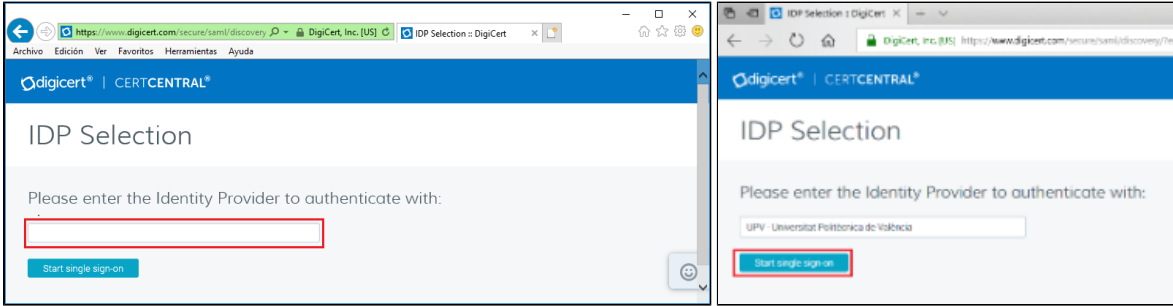 https://www.digicert.com/secure/saml/discovery DigiCert, Inc. [US] IDP Selection :: DigiCert
Archivo Edición Ver Favoritos Herramientas Ayuda
digicert® | CERTCENTRAL®
IDP Selection
Please enter the Identity Provider to authenticate with:
Start single sign-on
IDP Selection :: DigiCert
DigiCert, Inc. [US] https://www.digicert.com/secure/saml/discovery/?
digicert® | CERTCENTRAL®
IDP Selection
Please enter the Identity Provider to authenticate with:
UPV - Universitat Politècnica de València
Start single sign-on